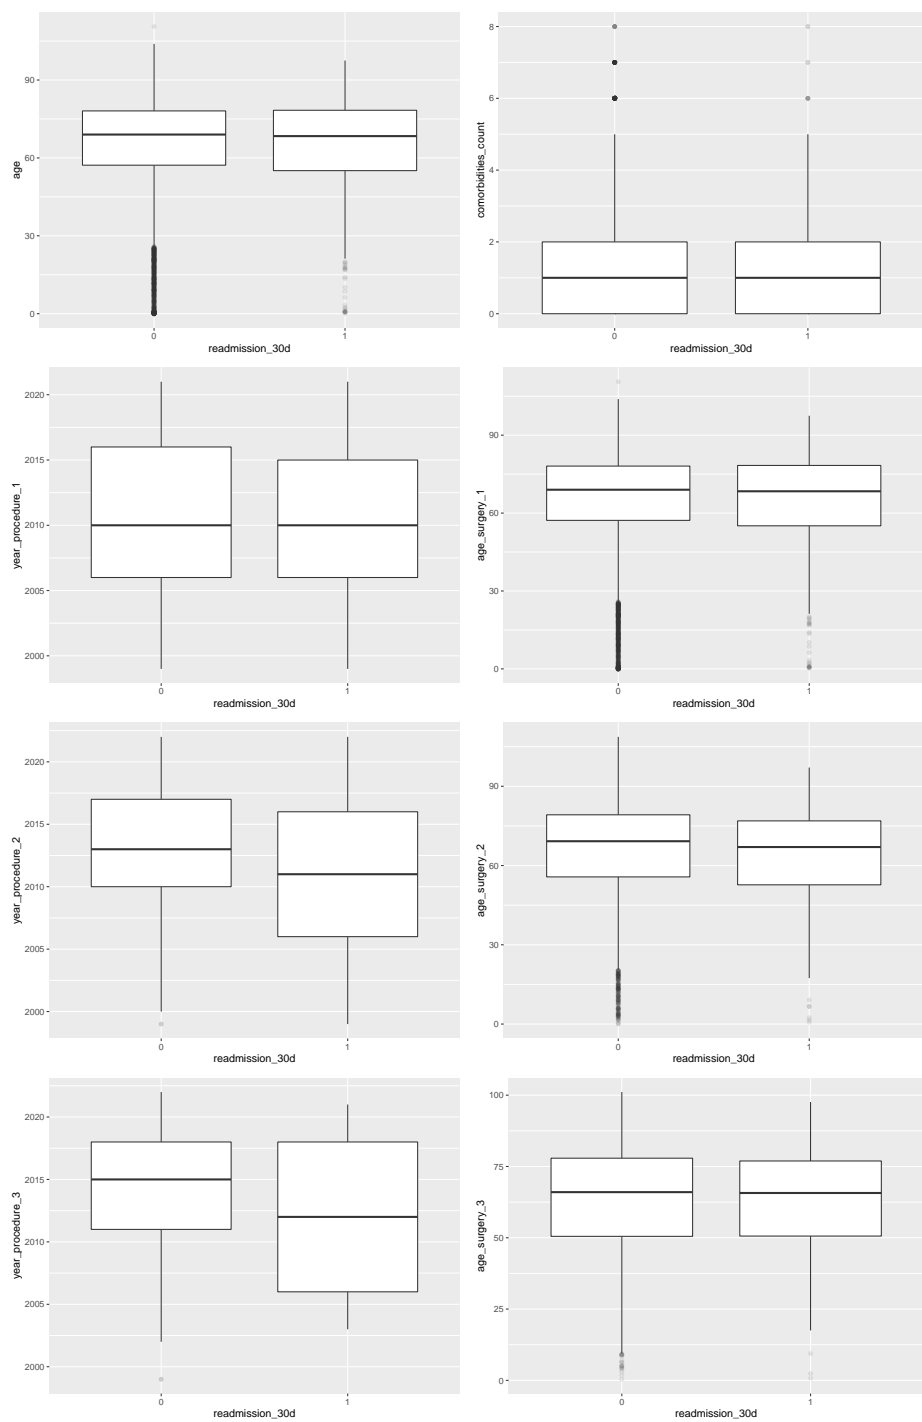 age
90
60
30
0
0 1
readmission_30d
comorbidities_count
8
6
4
2
0
0 1
readmission_30d
year_procedure_1
2020
2015
2010
2005
2000
0 1
readmission_30d
age_surgery_1
90
60
30
0
0 1
readmission_30d
year_procedure_2
2020
2015
2010
2005
2000
0 1
readmission_30d
age_surgery_2
90
60
30
0
0 1
readmission_30d
year_procedure_3
2020
2015
2010
2005
2000
0 1
readmission_30d
age_surgery_3
100
75
50
25
0
0 1
readmission_30d